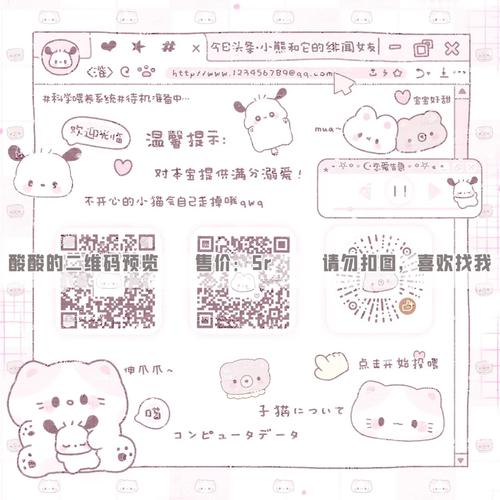 今日头条·小熊和它的绯闻女友
http://www.123456789@qq.com
#科学喂养系统#待机准备中…
宝宝好甜
欢迎光临
温馨提示:
mua~
对本宝提供满分溺爱！
恋爱告急
不开心的小猫会自己走掉哦qwq
酸酸的二维码预览
售价：5r
请勿扣图，喜欢找我
伸爪爪~
点击开始投喂
喵
子猫について
コンピュータデータ